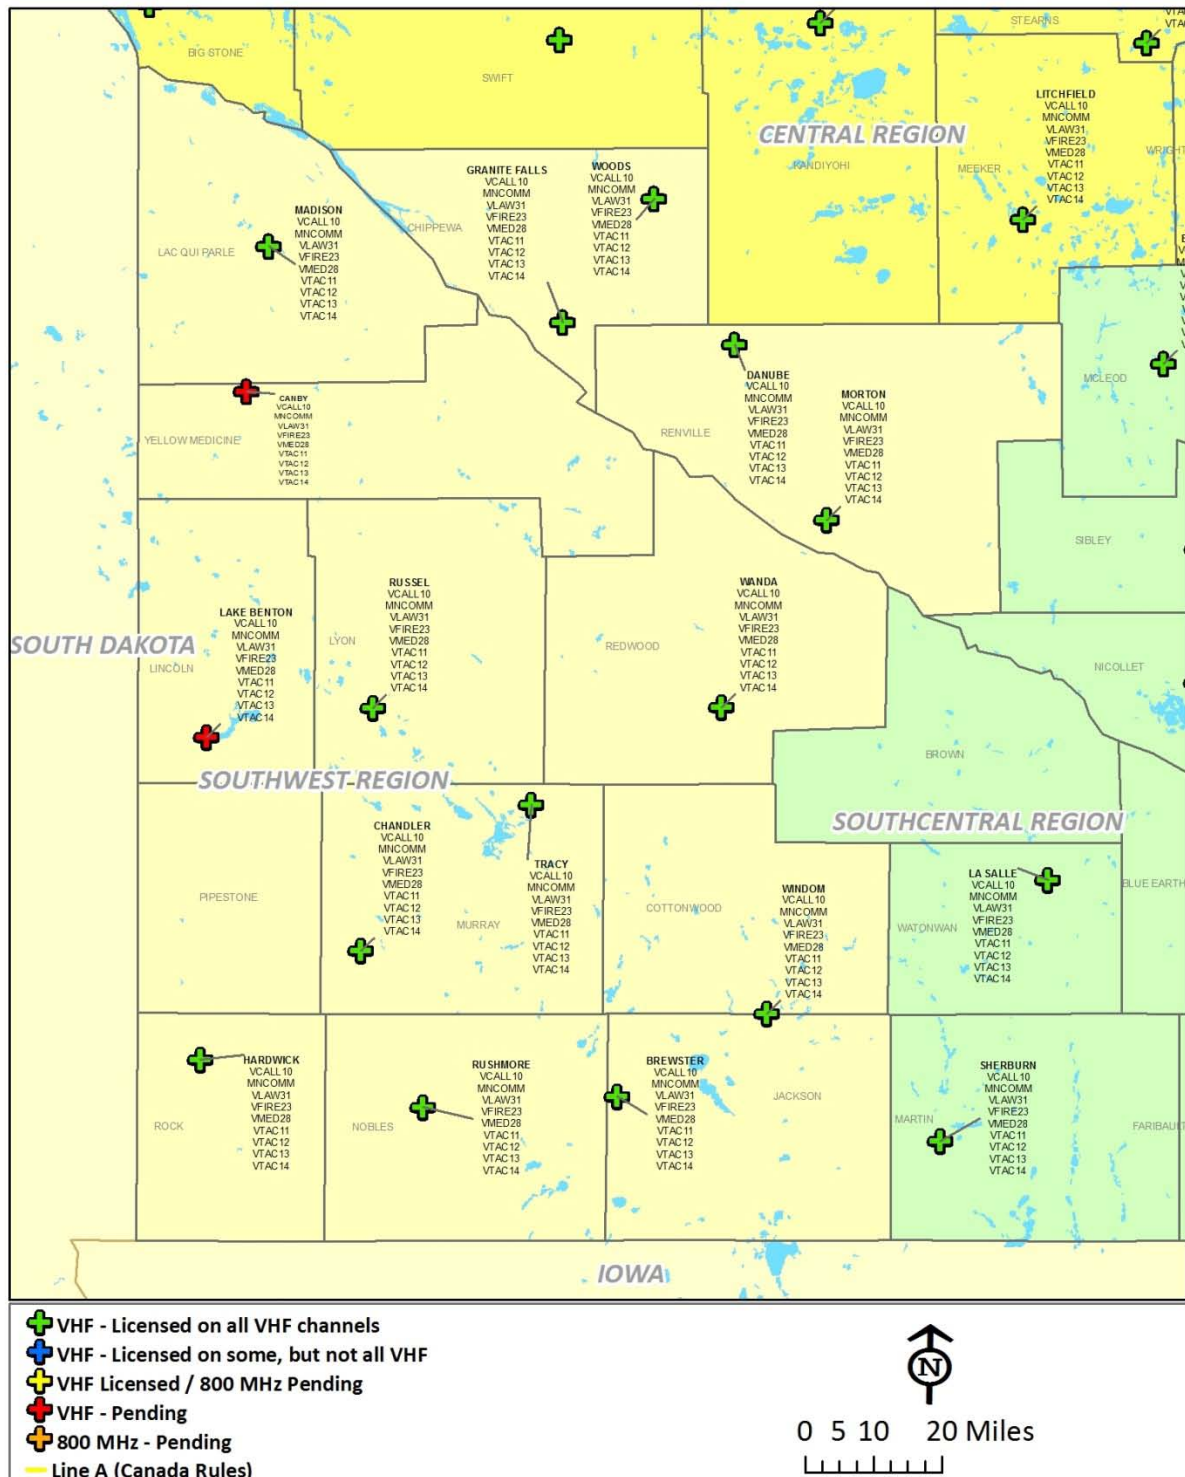 STEARNS
BIG STONE
SWIFT
LITCHFIELD
VCALL10
MNCOMM
VLAW31
VFIRE23
VMED28
VTAC11
VTAC12
VTAC13
VTAC14
CENTRAL REGION
KANDIYOHI
MEEKER
WRIGHT
GRANITE FALLS
VCALL10
MNCOMM
VLAW31
VFIRE23
VMED28
VTAC11
VTAC12
VTAC13
VTAC14
WOODS
VCALL10
MNCOMM
VLAW31
VFIRE23
VMED28
VTAC11
VTAC12
VTAC13
VTAC14
MADISON
VCALL10
MNCOMM
VLAW31
VFIRE23
VMED28
VTAC11
VTAC12
VTAC13
VTAC14
LAC QUI PARLE
CHIPPEWA
DANUBE
VCALL10
MNCOMM
VLAW31
VFIRE23
VMED28
VTAC11
VTAC12
VTAC13
VTAC14
MCLEOD
CANBY
VCALL10
MNCOMM
VLAW31
VFIRE23
VMED28
VTAC11
VTAC12
VTAC13
VTAC14
YELLOW MEDICINE
RENVILLE
MORTON
VCALL10
MNCOMM
VLAW31
VFIRE23
VMED28
VTAC11
VTAC12
VTAC13
VTAC14
SIBLEY
LAKE BENTON
VCALL10
MNCOMM
VLAW31
VFIRE23
VMED28
VTAC11
VTAC12
VTAC13
VTAC14
RUSSEL
VCALL10
MNCOMM
VLAW31
VFIRE23
VMED28
VTAC11
VTAC12
VTAC13
VTAC14
WANDA
VCALL10
MNCOMM
VLAW31
VFIRE23
VMED28
VTAC11
VTAC12
VTAC13
VTAC14
SOUTH DAKOTA
LINCOLN
LYON
REDWOOD
NICOLLET
BROWN
SOUTHWEST REGION
SOUTHCENTRAL REGION
CHANDLER
VCALL10
MNCOMM
VLAW31
VFIRE23
VMED28
VTAC11
VTAC12
VTAC13
VTAC14
TRACY
VCALL10
MNCOMM
VLAW31
VFIRE23
VMED28
VTAC11
VTAC12
VTAC13
VTAC14
WINDOM
VCALL10
MNCOMM
VLAW31
VFIRE23
VMED28
VTAC11
VTAC12
VTAC13
VTAC14
LA SALLE
VCALL10
MNCOMM
VLAW31
VFIRE23
VMED28
VTAC11
VTAC12
VTAC13
VTAC14
PIPESTONE
MURRAY
COTTONWOOD
WATONWAN
BLUE EARTH
HARDWICK
VCALL10
MNCOMM
VLAW31
VFIRE23
VMED28
VTAC11
VTAC12
VTAC13
VTAC14
RUSHMORE
VCALL10
MNCOMM
VLAW31
VFIRE23
VMED28
VTAC11
VTAC12
VTAC13
VTAC14
BREWSTER
VCALL10
MNCOMM
VLAW31
VFIRE23
VMED28
VTAC11
VTAC12
VTAC13
VTAC14
SHERBURN
VCALL10
MNCOMM
VLAW31
VFIRE23
VMED28
VTAC11
VTAC12
VTAC13
VTAC14
ROCK
NOBLES
JACKSON
MARTIN
FARIBAULT
IOWA
VHF - Licensed on all VHF channels
VHF - Licensed on some, but not all VHF
VHF Licensed / 800 MHz Pending
VHF - Pending
800 MHz - Pending
Line A (Canada Rules)
N
0 5 10 20 Miles